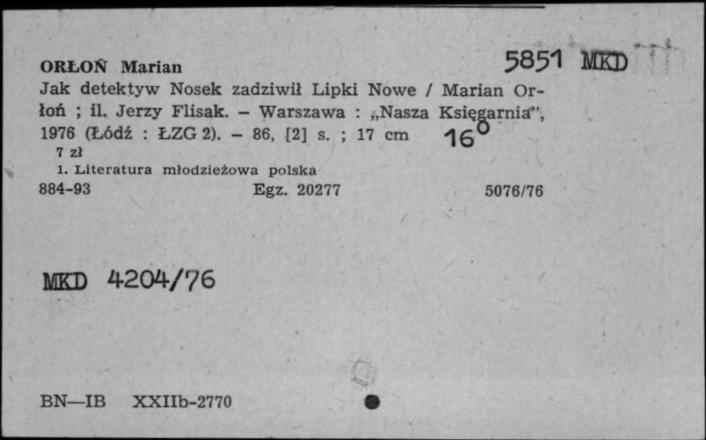 ORŁOŃ Marian 5851 MKD
Jak detektyw Nosek zadziwił Lipki Nowe / Marian Or-
łoń ; il. Jerzy Flisak. — Warszawa : „Nasza Księgarnia”,
1976 (Łódź : ŁZG 2). — 86, [2] s. ; 17 cm 16°
7 zł
1. Literatura młodzieżowa polska
884-93 Egz. 20277 5076/76
MKD 4204/76
BN—IB XXIIb-2770